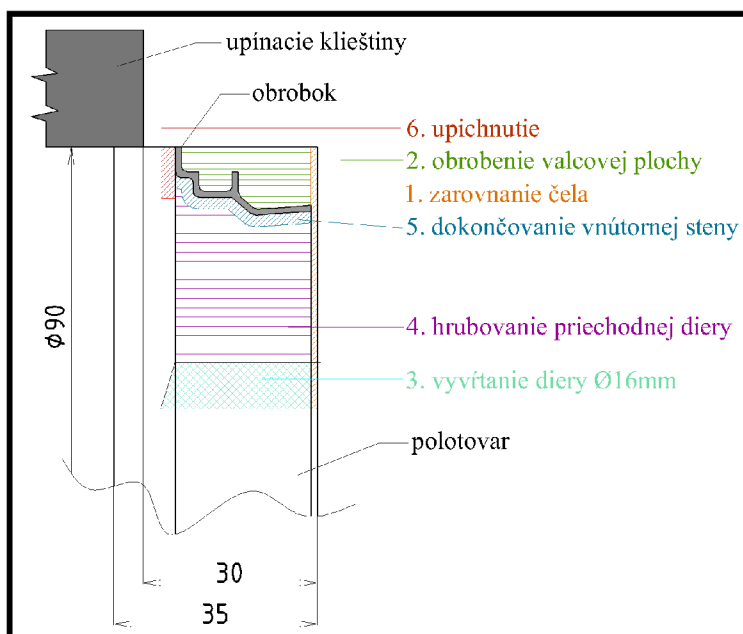 upínacie klieštiny
obrobok
6. upichnutie
2. obrobenie valcovej plochy
1. zarovnanie čela
5. dokončovanie vnútornej steny
4. hrubovanie priechodnej diery
3. vyvŕtanie diery Ø16mm
polotovar
ϕ90
30
35